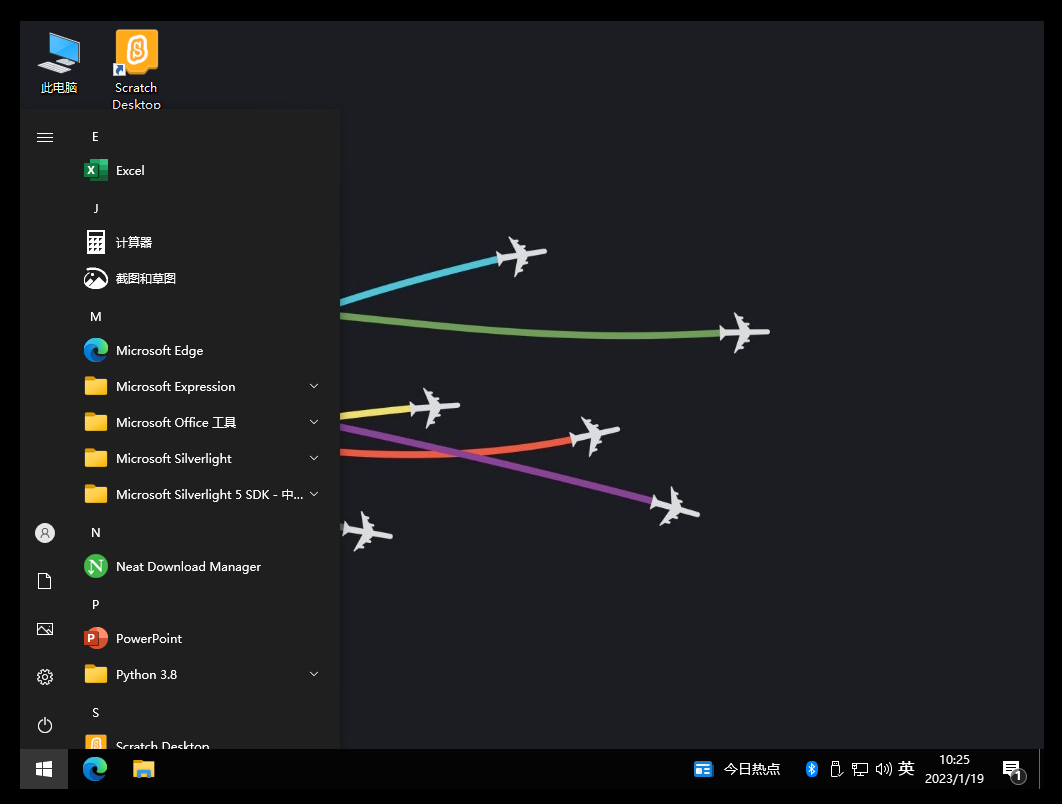 此电脑
Scratch
Desktop
E
Excel
J
计算器
截图和草图
M
Microsoft Edge
Microsoft Expression
Microsoft Office 工具
Microsoft Silverlight
Microsoft Silverlight 5 SDK - 中...
N
Neat Download Manager
P
PowerPoint
Python 3.8
S
Scratch Desktop
今日热点
英
10:25
2023/1/19
1